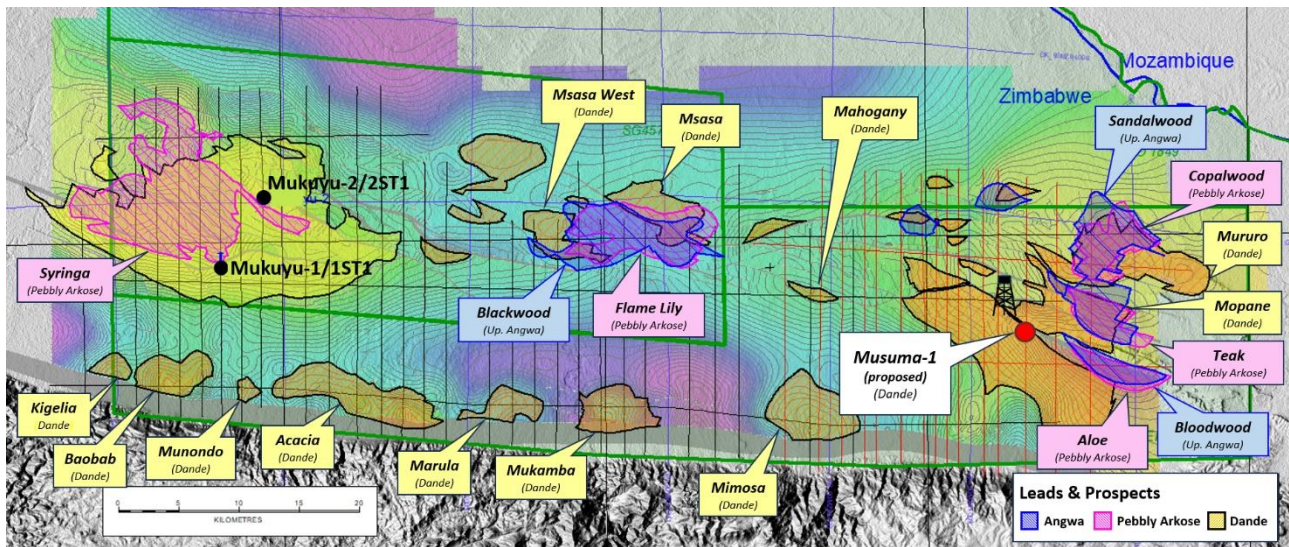 Mozambique
Zimbabwe
Msasa West
(Dande)
Msasa
(Dande)
Mahogany
(Dande)
Sandalwood
(Up. Angwa)
Copalwood
(Pebbly Arkose)
Mururo
(Dande)
Mopane
(Dande)
Teak
(Pebbly Arkose)
Bloodwood
(Up. Angwa)
Aloe
(Pebbly Arkose)
Mukuyu-2/2ST1
Mukuyu-1/1ST1
Syringa
(Pebbly Arkose)
Blackwood
(Up. Angwa)
Flame Lily
(Pebbly Arkose)
Musuma-1
(proposed)
(Dande)
Kigelia
Dande
Baobab
(Dande)
Munondo
(Dande)
Acacia
(Dande)
Marula
(Dande)
Mukamba
(Dande)
Mimosa
(Dande)
0 5 10 15 20
KILOMETRES
Leads & Prospects
Angwa Pebbly Arkose Dande